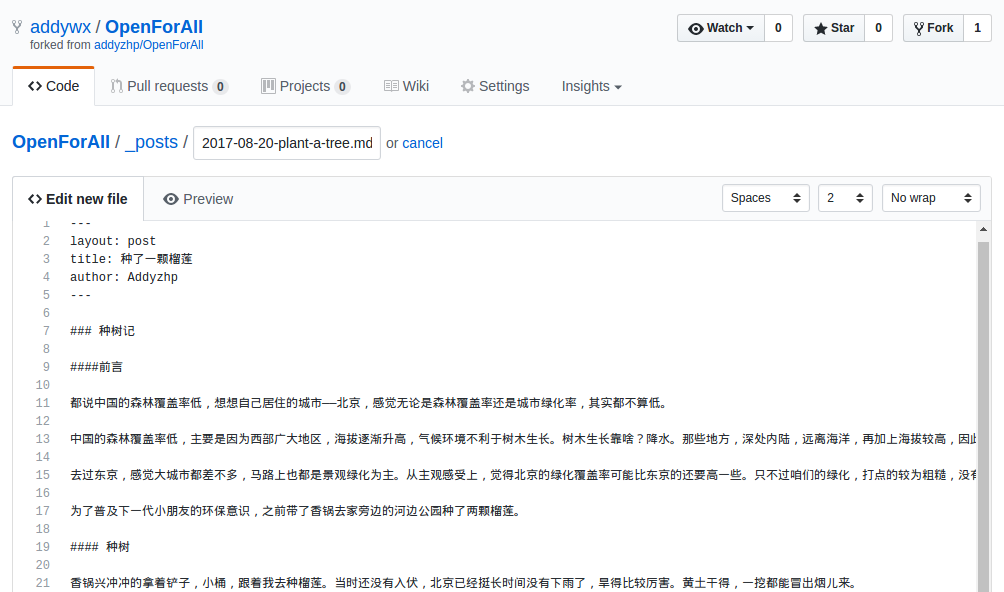 addywx / OpenForAll
Watch 0 Star 0 Fork 1
forked from addyzhp/OpenForAll
Code Pull requests 0 Projects 0 Wiki Settings Insights
OpenForAll / _posts / 2017-08-20-plant-a-tree.md or cancel
Edit new file Preview Spaces 2 No wrap
1 ---
2 layout: post
3 title: 种了一颗榴莲
4 author: Addyzhp
5 ---
6
7 ### 种树记
8
9 ####前言
10
11 都说中国的森林覆盖率低，想想自己居住的城市——北京，感觉无论是森林覆盖率还是城市绿化率，其实都不算低。
12
13 中国的森林覆盖率低，主要是因为西部广大地区，海拔逐渐升高，气候环境不利于树木生长。树木生长靠啥？降水。那些地方，深处内陆，远离海洋，再加上海拔较高，因此
14
15 去过东京，感觉大城市都差不多，马路上也都是景观绿化为主。从主观感受上，觉得北京的绿化覆盖率可能比东京的还要高一些。只不过咱们的绿化，打点的较为粗糙，没有
16
17 为了普及下一代小朋友的环保意识，之前带了香锅去家旁边的河边公园种了两颗榴莲。
18
19 #### 种树
20
21 香锅兴冲冲的拿着铲子，小桶，跟着我去种榴莲。当时还没有入伏，北京已经挺长时间没有下雨了，旱得比较厉害。黄土干得，一挖都能冒出烟儿来。